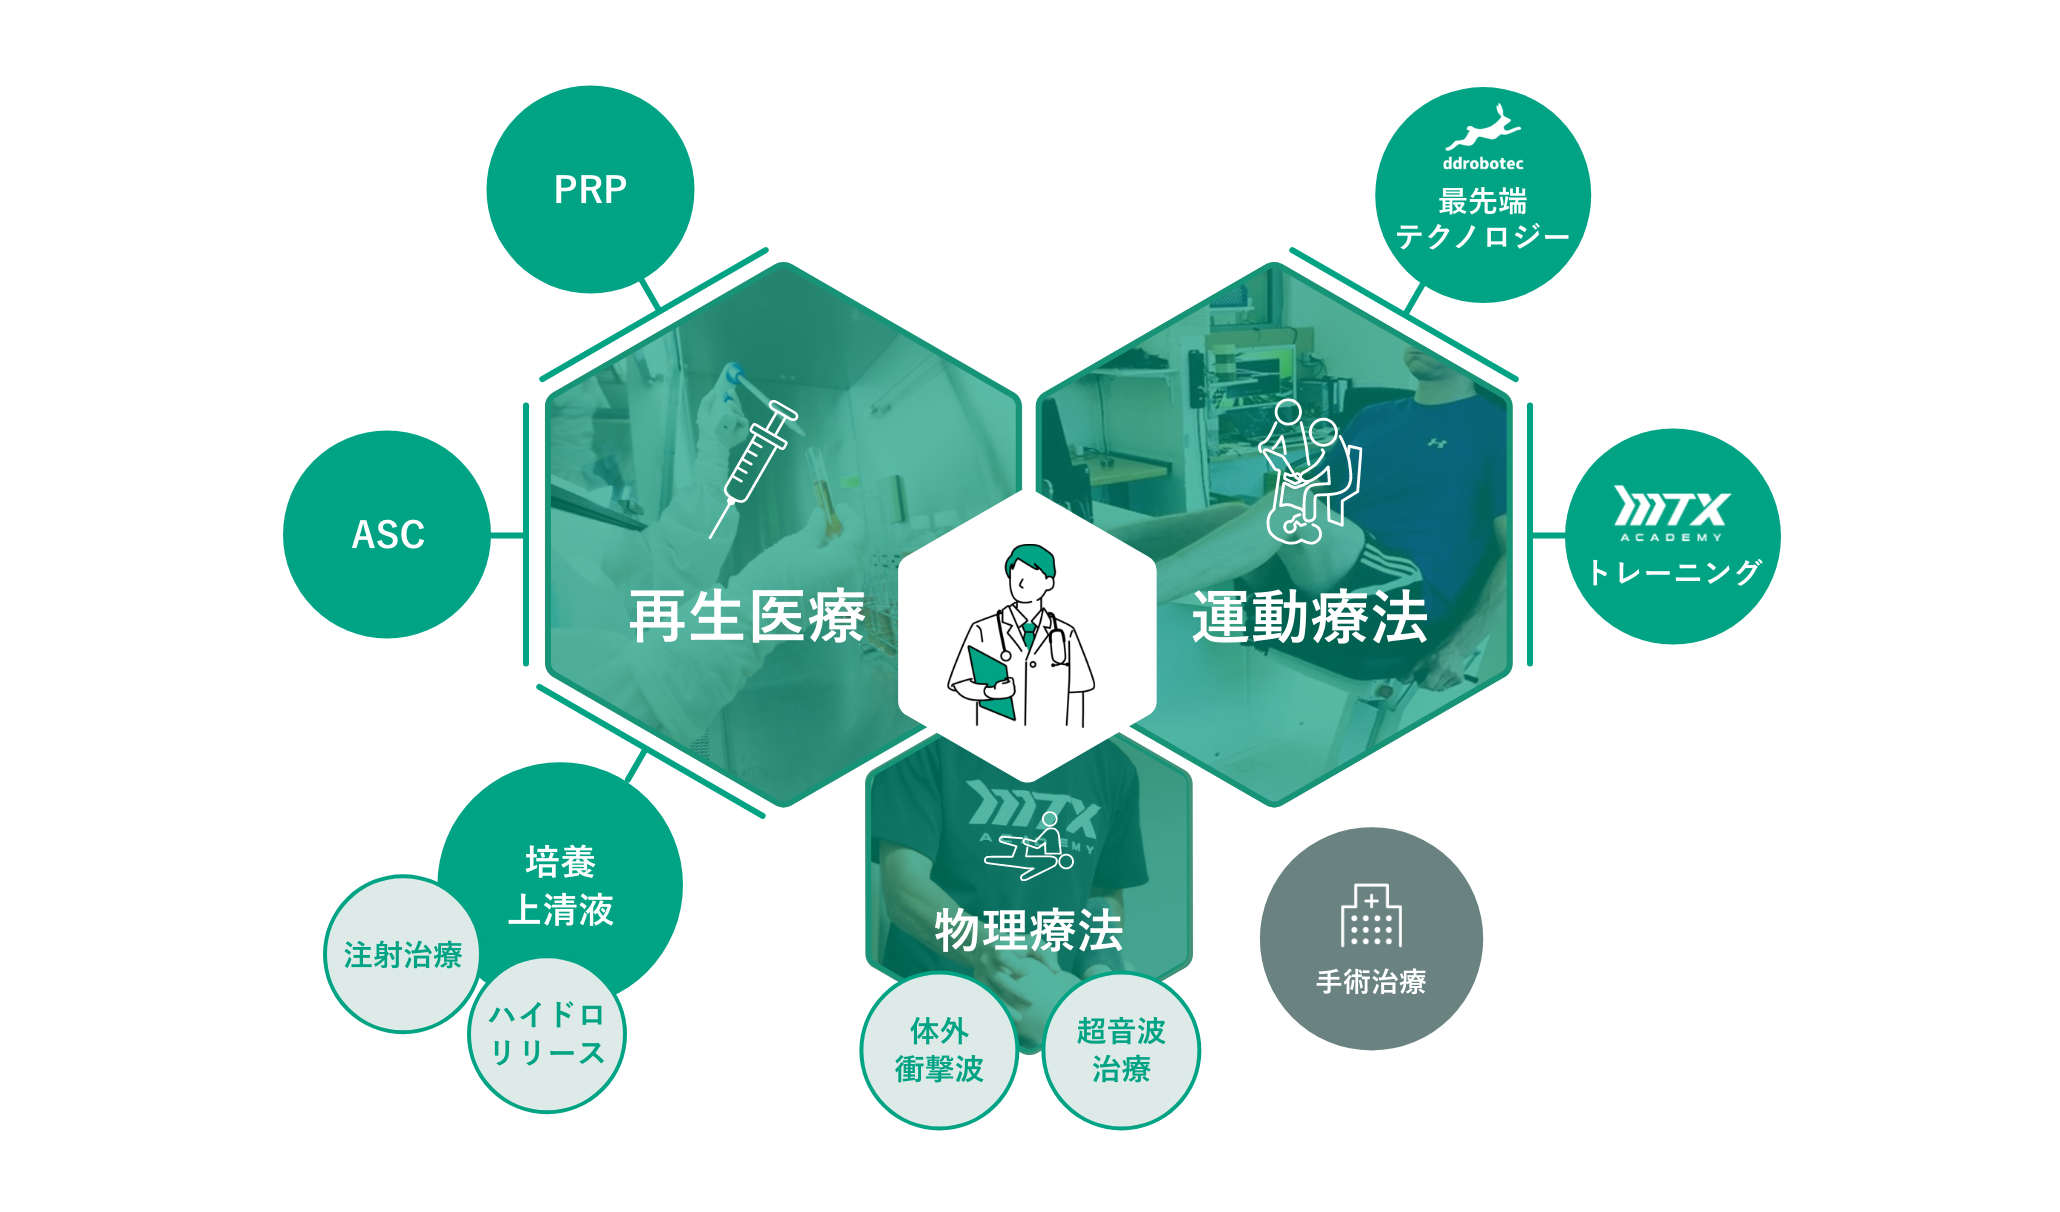 PRP
ddrobotec
最先端
テクノロジー
ASC
再生医療
運動療法
MTX
ACADEMY
トレーニング
培養
上清液
注射治療
ハイドロ
リリース
MTX
ACADEMY
物理療法
体外
衝撃波
超音波
治療
手術治療